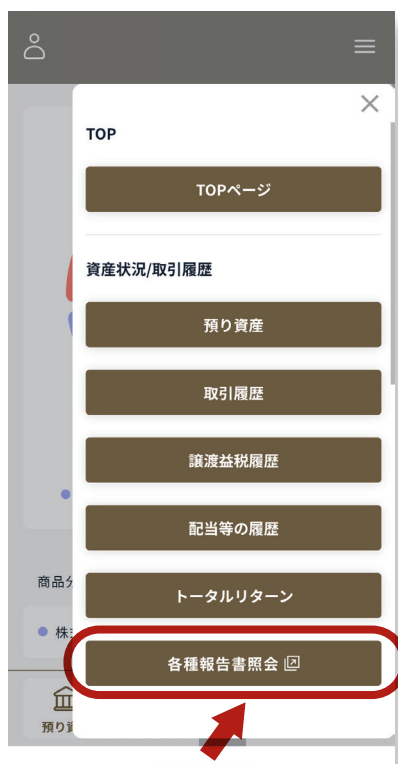 TOP
TOPページ
資産状況/取引履歴
預り資産
取引履歴
譲渡益税履歴
配当等の履歴
トータルリターン
各種報告書照会
商品分
株
預り資